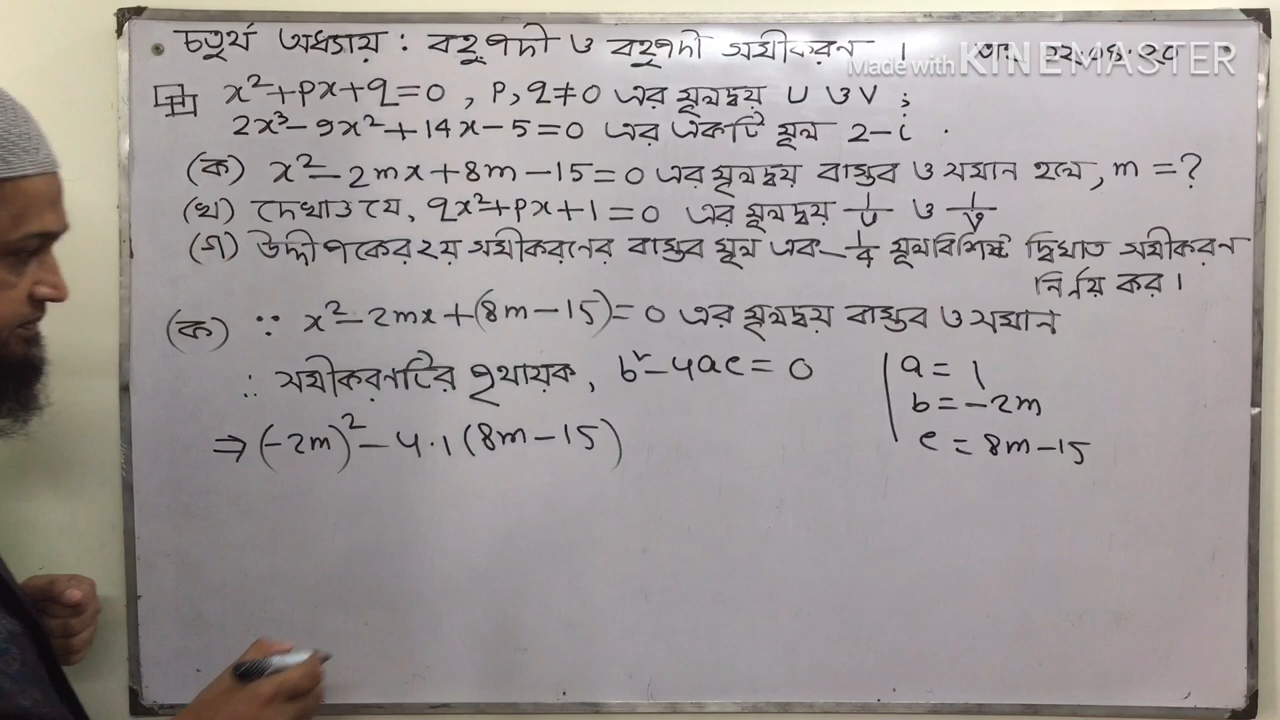 চতুর্থ অধ্যায় : বহুপদী ও বহুপদী সমীকরণ ।
Made with KINEMASTER
x²+px+q=0 , p,q≠0 এর মূলদ্বয় u ও v ;
2x³-9x²+14x-5=0 এর একটি মূল 2-i .
(ক) x²-2mx+8m-15=0 এর মূলদ্বয় বাস্তব ও সমান হলে, m=?
(খ) দেখাও যে, qx²+px+1=0 এর মূলদ্বয় 1/u ও 1/v
(গ) উদ্দীপকের ২য় সমীকরনের বাস্তব মূল এবং -1/4 মূলবিশিষ্ট দ্বিঘাত সমীকরণ
নির্ণয় কর ।
(ক) ∵ x²-2mx+(8m-15)=0 এর মূলদ্বয় বাস্তব ও সমান
∴ সমীকরণটির পৃথায়ক, b²-4ac=0
a=1
b=-2m
c=8m-15
⇒(-2m)²-4.1(8m-15)